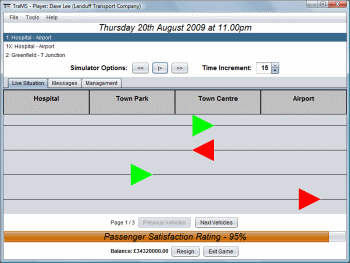 TraMS - Player: Dave Lee (Landuff Transport Company)
File Tools Help
Thursday 20th August 2009 at 11.00pm
1: Hospital - Airport
1X: Hospital - Airport
2: Greenfield - T Junction
Simulator Options: << |> >> Time Increment: 15
Live Situation Messages Management
Hospital Town Park Town Centre Airport
Page 1 / 3 Previous Vehicles Next Vehicles
Passenger Satisfaction Rating - 95%
Balance: £34320000.00 Resign Exit Game